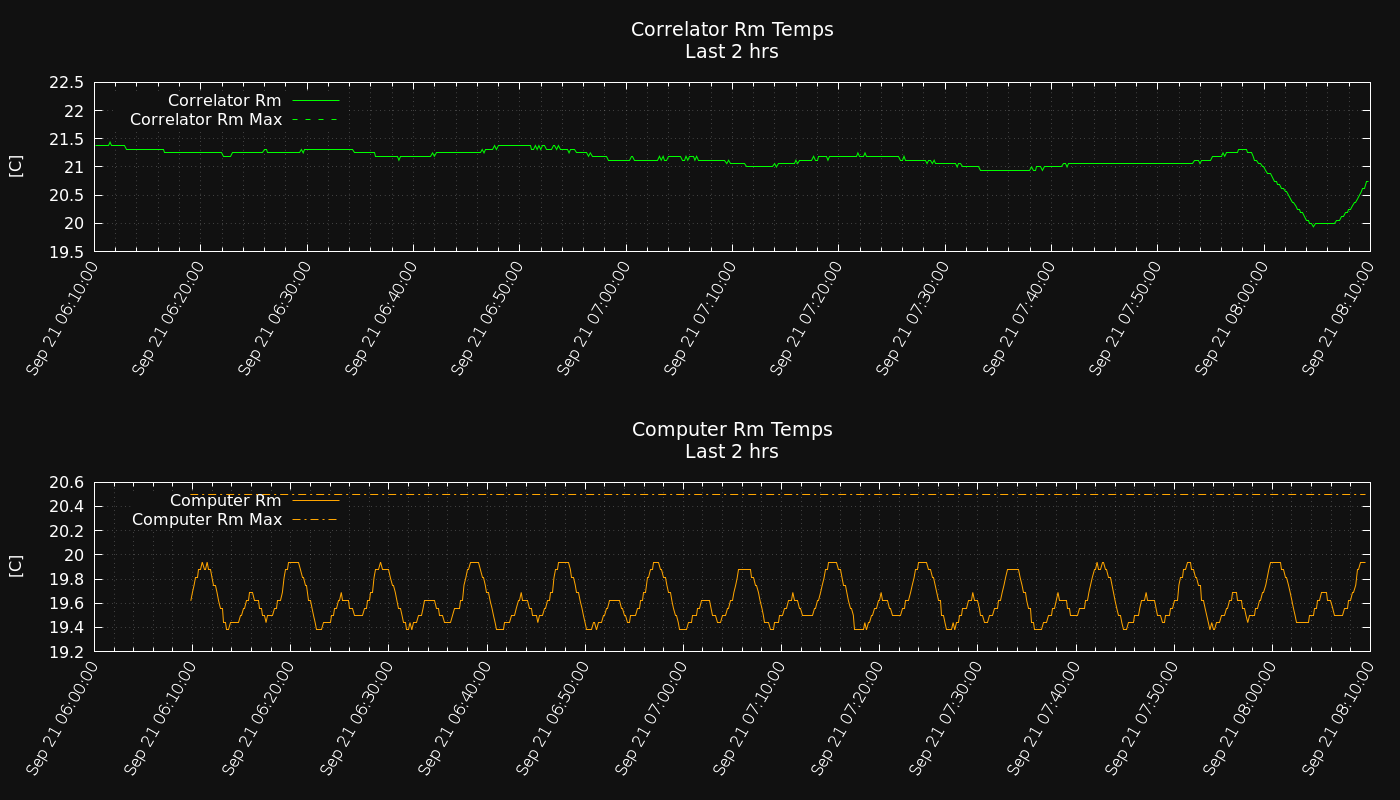 Correlator Rm Temps
Last 2 hrs
22.5
22
21.5
21
20.5
20
19.5
[C]
Correlator Rm
Correlator Rm Max
Sep 21 06:10:00
Sep 21 06:20:00
Sep 21 06:30:00
Sep 21 06:40:00
Sep 21 06:50:00
Sep 21 07:00:00
Sep 21 07:10:00
Sep 21 07:20:00
Sep 21 07:30:00
Sep 21 07:40:00
Sep 21 07:50:00
Sep 21 08:00:00
Sep 21 08:10:00
Computer Rm Temps
Last 2 hrs
20.6
20.4
20.2
20
19.8
19.6
19.4
19.2
[C]
Computer Rm
Computer Rm Max
Sep 21 06:00:00
Sep 21 06:10:00
Sep 21 06:20:00
Sep 21 06:30:00
Sep 21 06:40:00
Sep 21 06:50:00
Sep 21 07:00:00
Sep 21 07:10:00
Sep 21 07:20:00
Sep 21 07:30:00
Sep 21 07:40:00
Sep 21 07:50:00
Sep 21 08:00:00
Sep 21 08:10:00